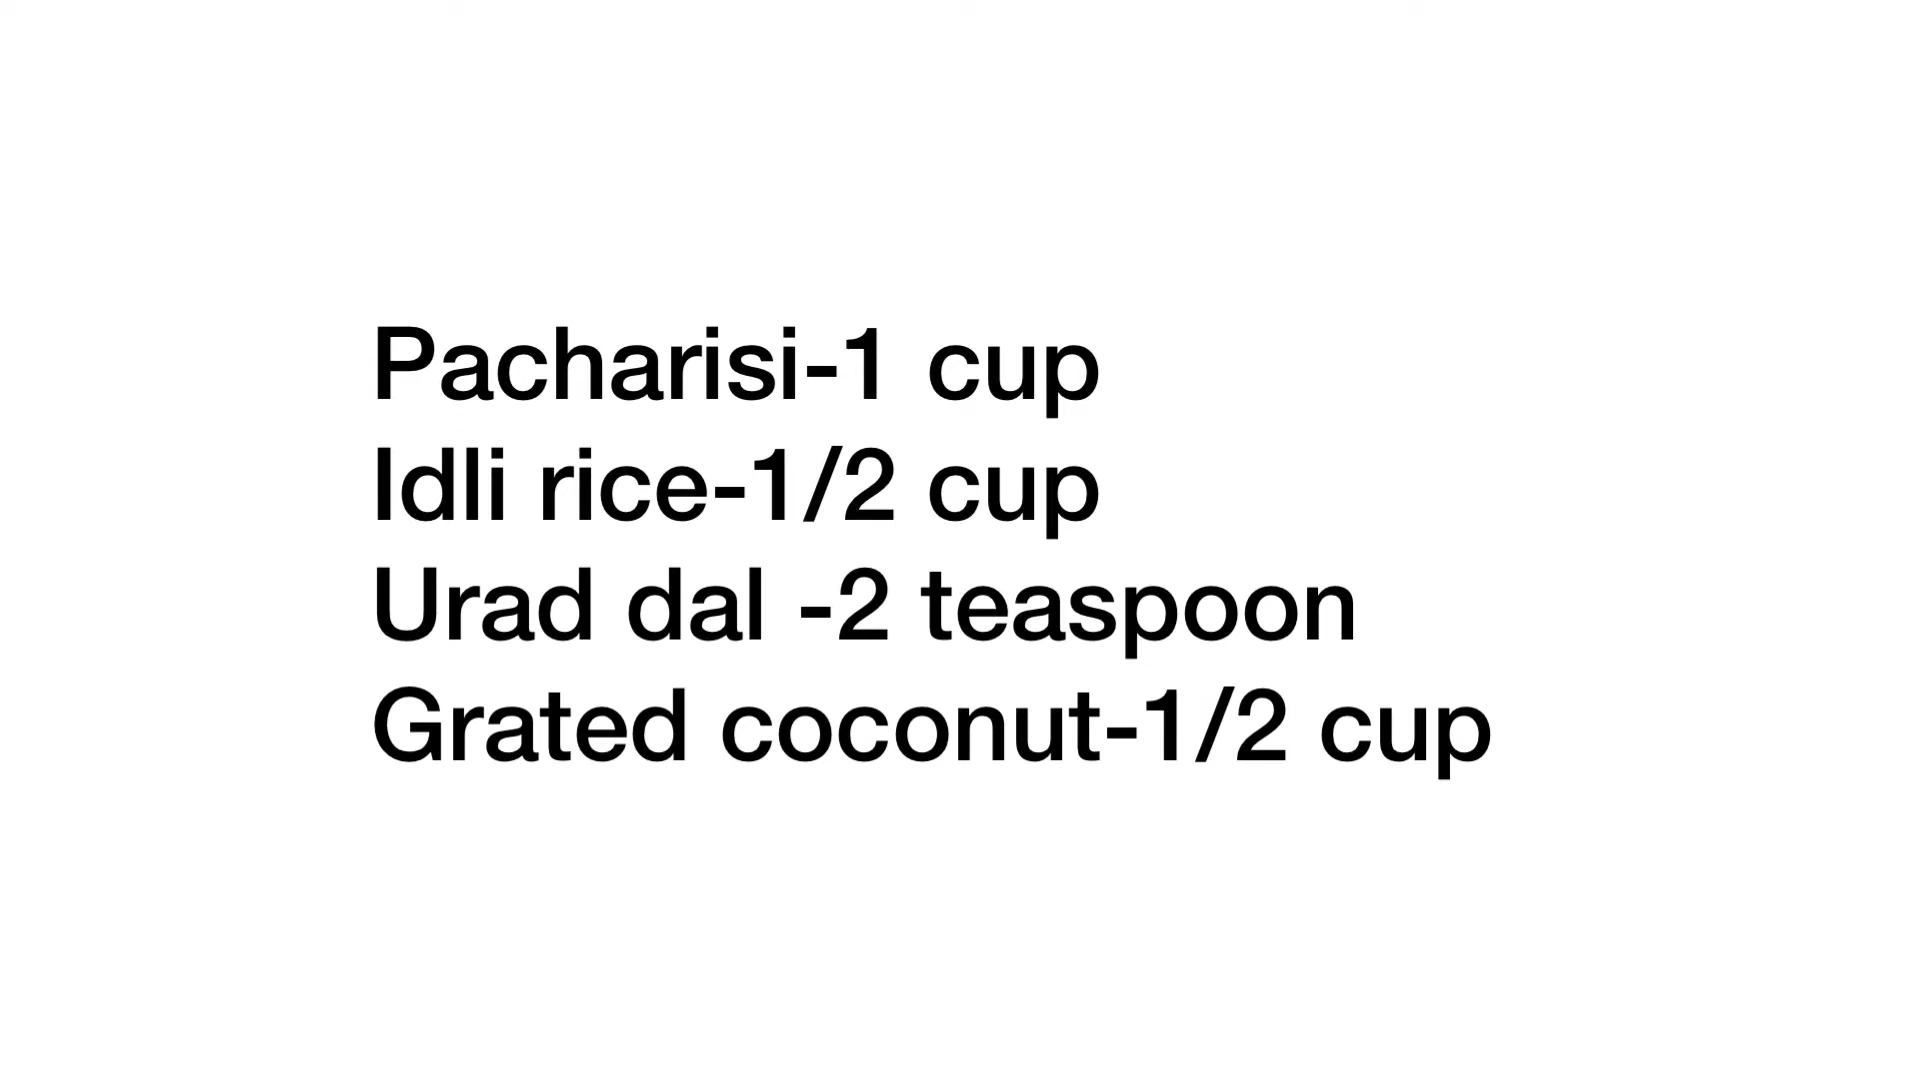 Pacharisi-1 cup
Idli rice-1/2 cup
Urad dal -2 teaspoon
Grated coconut-1/2 cup